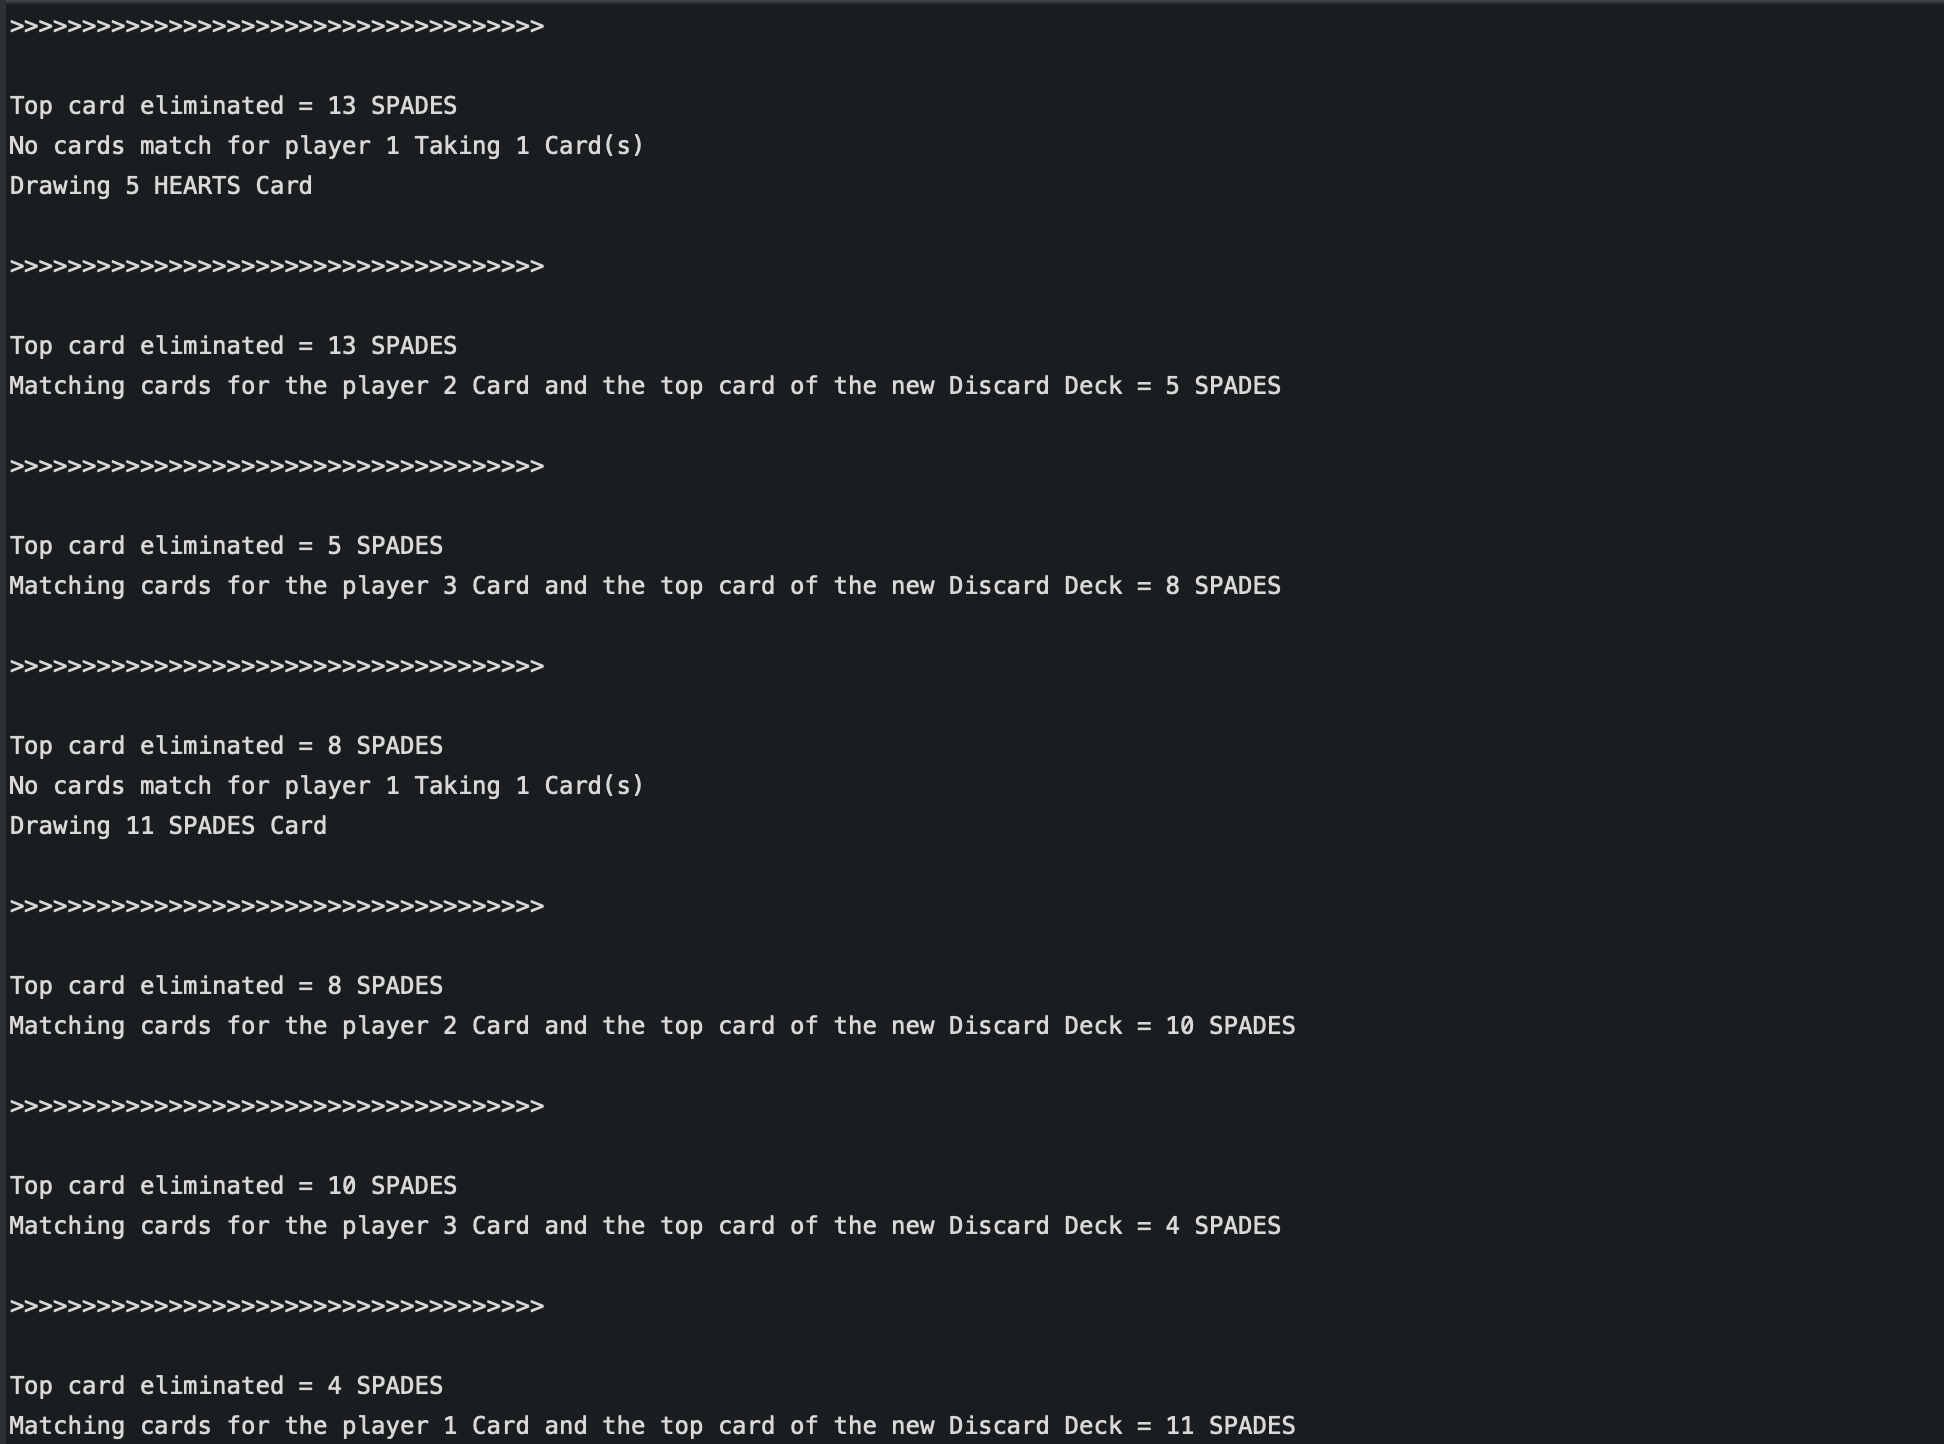 >>>>>>>>>>>>>>>>>>>>>>>>>>>>>>>>>>>>>
Top card eliminated = 13 SPADES
No cards match for player 1 Taking 1 Card(s)
Drawing 5 HEARTS Card
>>>>>>>>>>>>>>>>>>>>>>>>>>>>>>>>>>>>>
Top card eliminated = 13 SPADES
Matching cards for the player 2 Card and the top card of the new Discard Deck = 5 SPADES
>>>>>>>>>>>>>>>>>>>>>>>>>>>>>>>>>>>>>
Top card eliminated = 5 SPADES
Matching cards for the player 3 Card and the top card of the new Discard Deck = 8 SPADES
>>>>>>>>>>>>>>>>>>>>>>>>>>>>>>>>>>>>>
Top card eliminated = 8 SPADES
No cards match for player 1 Taking 1 Card(s)
Drawing 11 SPADES Card
>>>>>>>>>>>>>>>>>>>>>>>>>>>>>>>>>>>>>
Top card eliminated = 8 SPADES
Matching cards for the player 2 Card and the top card of the new Discard Deck = 10 SPADES
>>>>>>>>>>>>>>>>>>>>>>>>>>>>>>>>>>>>>
Top card eliminated = 10 SPADES
Matching cards for the player 3 Card and the top card of the new Discard Deck = 4 SPADES
>>>>>>>>>>>>>>>>>>>>>>>>>>>>>>>>>>>>>
Top card eliminated = 4 SPADES
Matching cards for the player 1 Card and the top card of the new Discard Deck = 11 SPADES